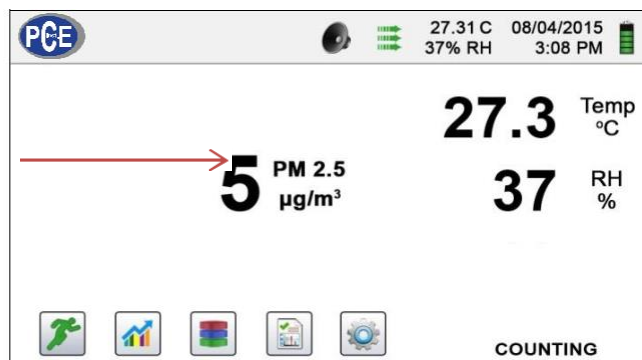 PCE
27.31 C 08/04/2015
37% RH 3:08 PM
27.3 Temp
ºC
5 PM 2.5
µg/m³
37 RH
%
COUNTING